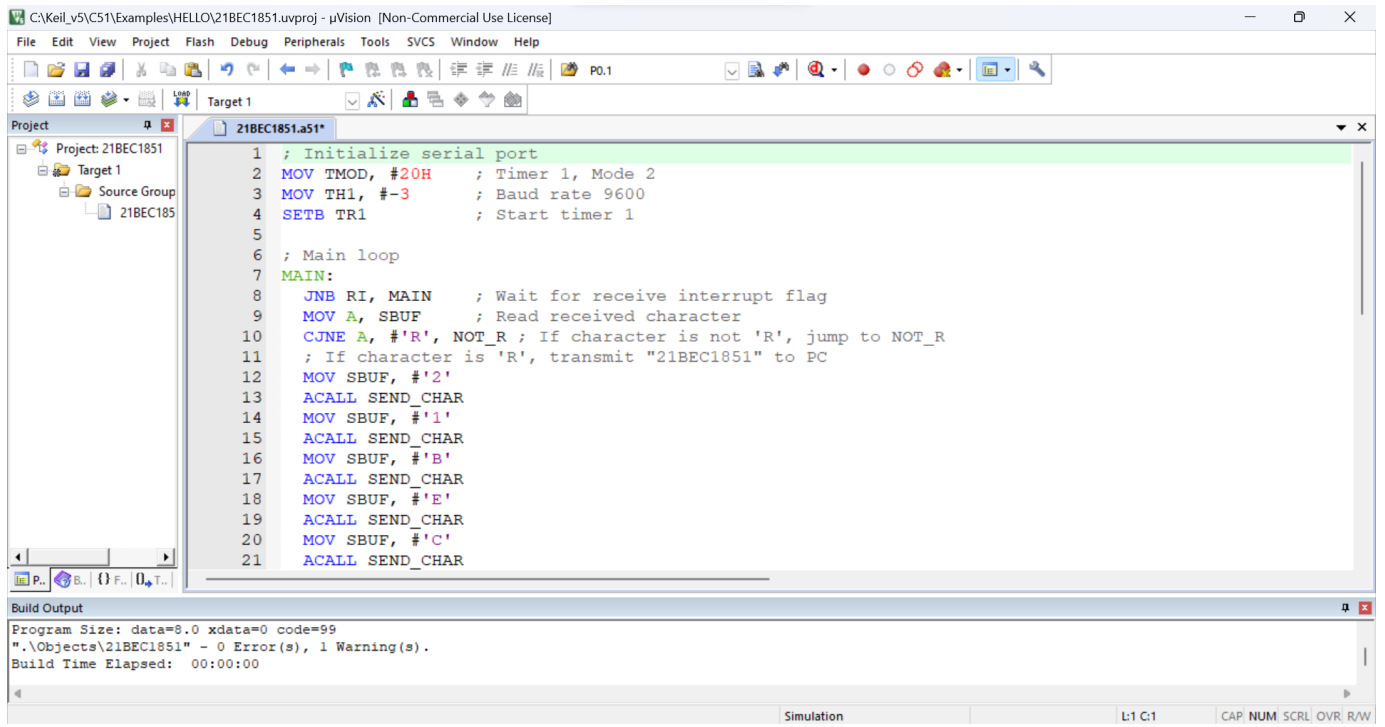 C:\Keil_v5\C51\Examples\HELLO\21BEC1851.uvproj - µVision [Non-Commercial Use License]
File Edit View Project Flash Debug Peripherals Tools SVCS Window Help
P0.1
LOAD Target 1
Project
21BEC1851.a51*
Project: 21BEC1851
Target 1
Source Group
21BEC185
1 ; Initialize serial port
2 MOV TMOD, #20H ; Timer 1, Mode 2
3 MOV TH1, #-3 ; Baud rate 9600
4 SETB TR1 ; Start timer 1
5
6 ; Main loop
7 MAIN:
8 JNB RI, MAIN ; Wait for receive interrupt flag
9 MOV A, SBUF ; Read received character
10 CJNE A, #'R', NOT_R ; If character is not 'R', jump to NOT_R
11 ; If character is 'R', transmit "21BEC1851" to PC
12 MOV SBUF, #'2'
13 ACALL SEND_CHAR
14 MOV SBUF, #'1'
15 ACALL SEND_CHAR
16 MOV SBUF, #'B'
17 ACALL SEND_CHAR
18 MOV SBUF, #'E'
19 ACALL SEND_CHAR
20 MOV SBUF, #'C'
21 ACALL SEND_CHAR
P.. B.. {} F.. T..
Build Output
Program Size: data=8.0 xdata=0 code=99
".\Objects\21BEC1851" - 0 Error(s), 1 Warning(s).
Build Time Elapsed: 00:00:00
Simulation L:1 C:1 CAP NUM SCRL OVR R/W